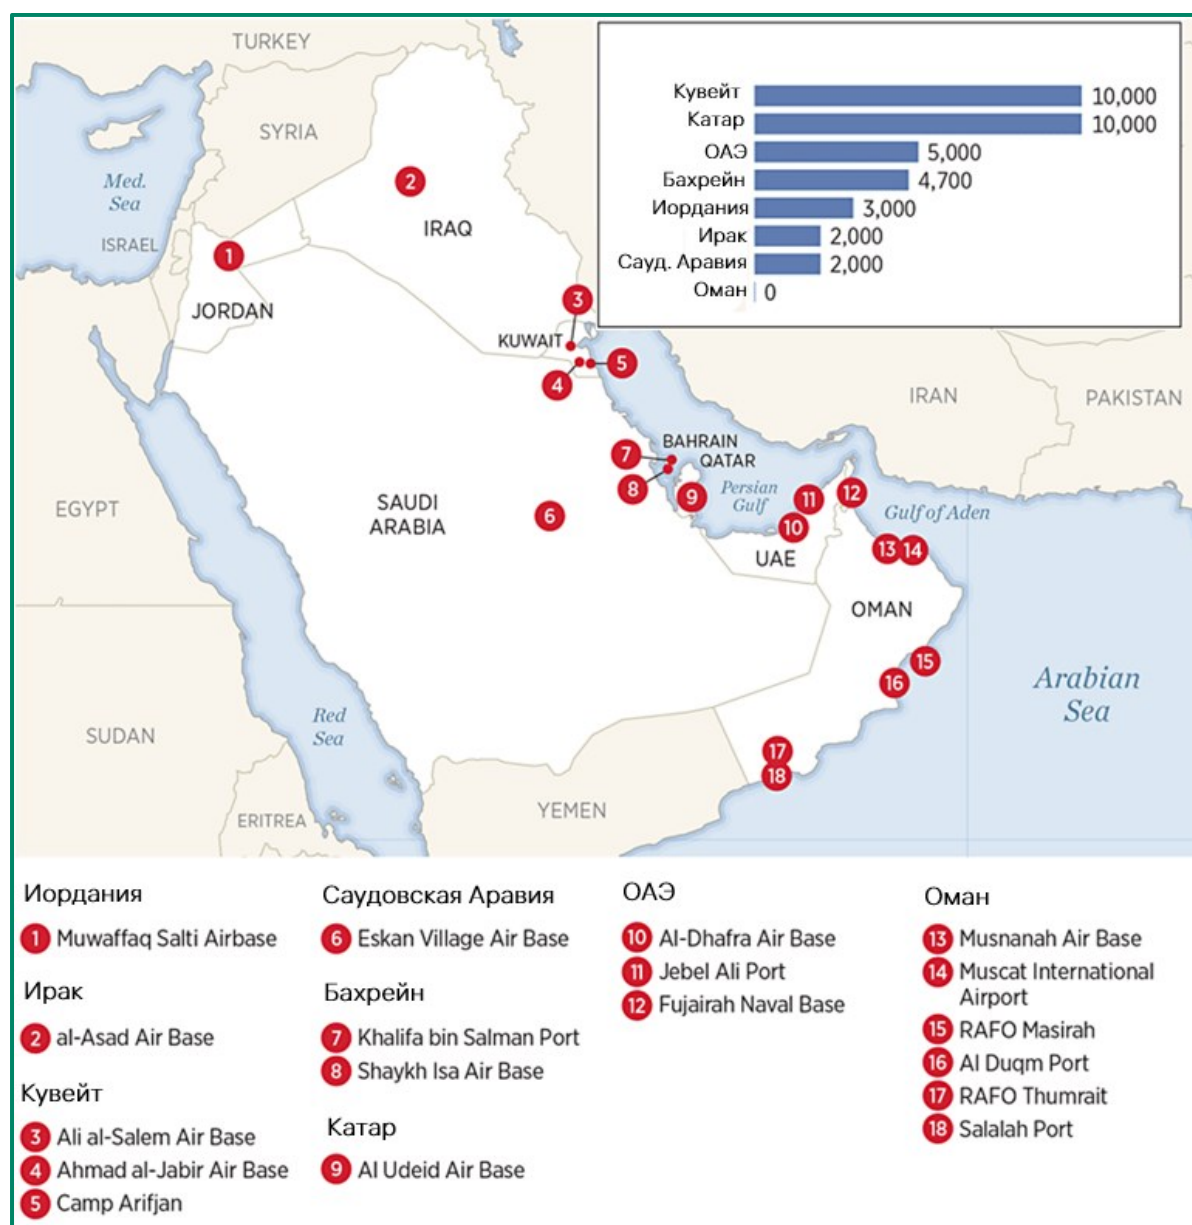 TURKEY
SYRIA
Med.
Sea
ISRAEL
IRAQ
JORDAN
KUWAIT
1
2
3
4
5
Кувейт 10,000
Катар 10,000
ОАЭ 5,000
Бахрейн 4,700
Иордания 3,000
Ирак 2,000
Сауд. Аравия 2,000
Оман 0
IRAN
PAKISTAN
BAHRAIN
QATAR
7
8
9
Persian
Gulf
11
10
12
Gulf of Aden
13
14
EGYPT
SAUDI
ARABIA
6
UAE
OMAN
15
16
Arabian
Sea
SUDAN
Red
Sea
17
18
ERITREA
YEMEN
Иордания
1 Muwaffaq Salti Airbase
Ирак
2 al-Asad Air Base
Кувейт
3 Ali al-Salem Air Base
4 Ahmad al-Jabir Air Base
5 Camp Arifjan
Саудовская Аравия
6 Eskan Village Air Base
Бахрейн
7 Khalifa bin Salman Port
8 Shaykh Isa Air Base
Катар
9 Al Udeid Air Base
ОАЭ
10 Al-Dhafra Air Base
11 Jebel Ali Port
12 Fujairah Naval Base
Оман
13 Musnanah Air Base
14 Muscat International
Airport
15 RAFO Masirah
16 Al Duqm Port
17 RAFO Thumrait
18 Salalah Port